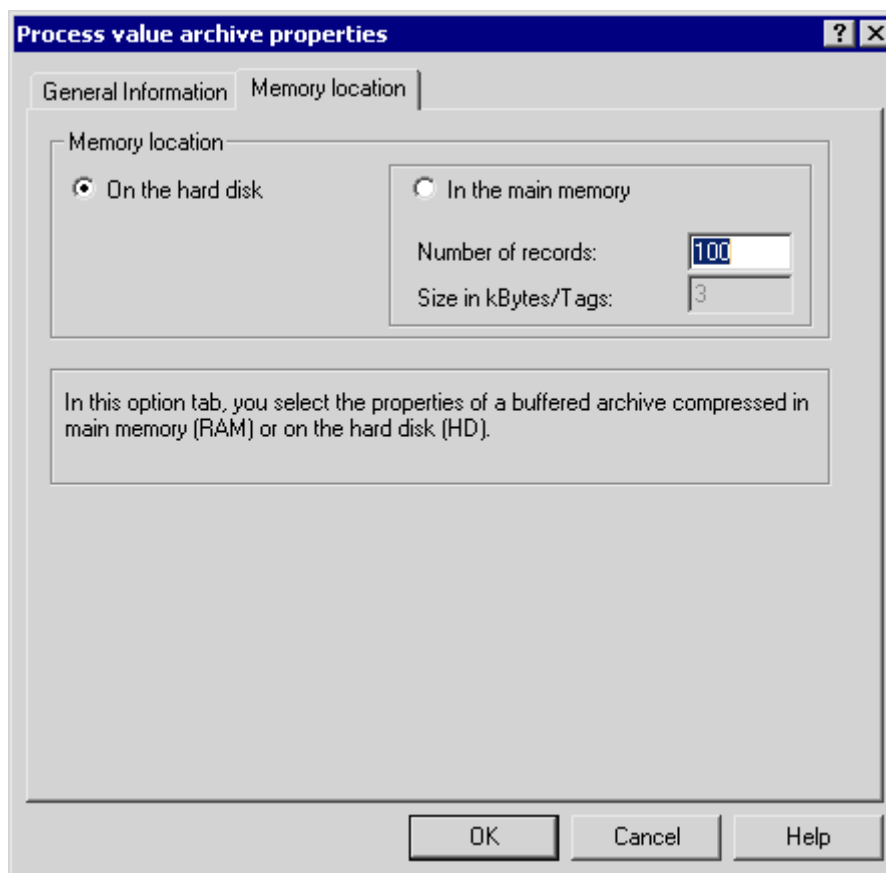 Process value archive properties
General Information
Memory location
Memory location
On the hard disk
In the main memory
Number of records:
100
Size in kBytes/Tags:
3
In this option tab, you select the properties of a buffered archive compressed in
main memory (RAM) or on the hard disk (HD).
OK
Cancel
Help